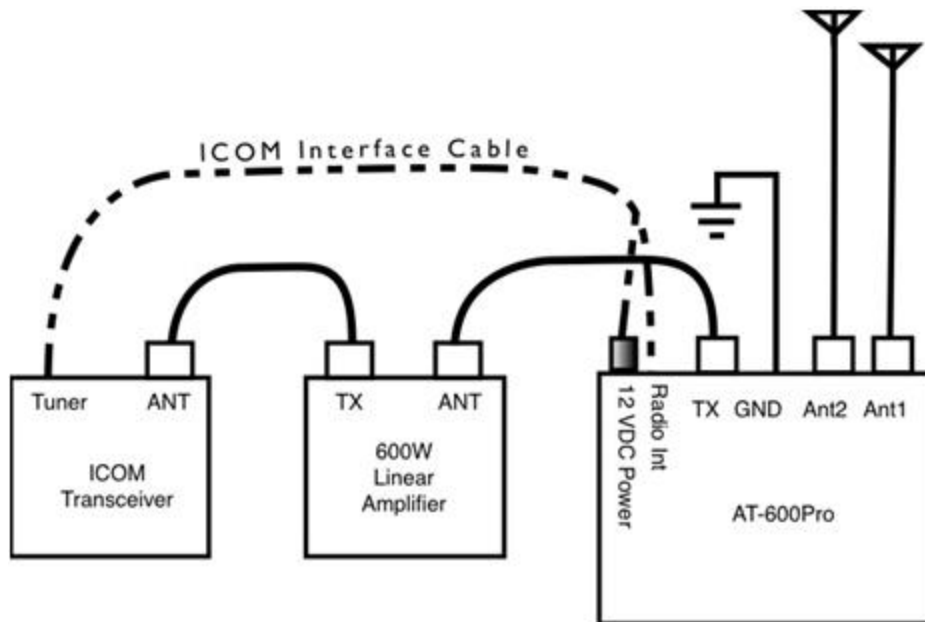 ICOM Interface Cable
Tuner
ANT
ICOM
Transceiver
TX
ANT
600W
Linear
Amplifier
12 VDC Power
Radio Int
TX
GND
Ant2
Ant1
AT-600Pro